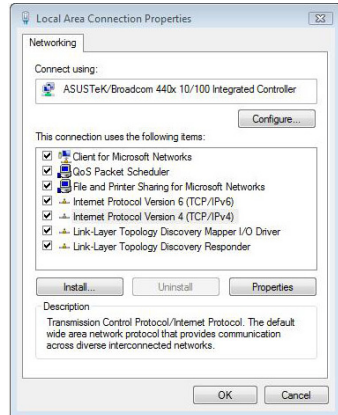 Local Area Connection Properties
Networking
Connect using:
ASUSTeK/Broadcom 440x 10/100 Integrated Controller
Configure...
This connection uses the following items:
Client for Microsoft Networks
QoS Packet Scheduler
File and Printer Sharing for Microsoft Networks
Internet Protocol Version 6 (TCP/IPv6)
Internet Protocol Version 4 (TCP/IPv4)
Link-Layer Topology Discovery Mapper I/O Driver
Link-Layer Topology Discovery Responder
Install... Uninstall Properties
Description
Transmission Control Protocol/Internet Protocol. The default
wide area network protocol that provides communication
across diverse interconnected networks.
OK Cancel